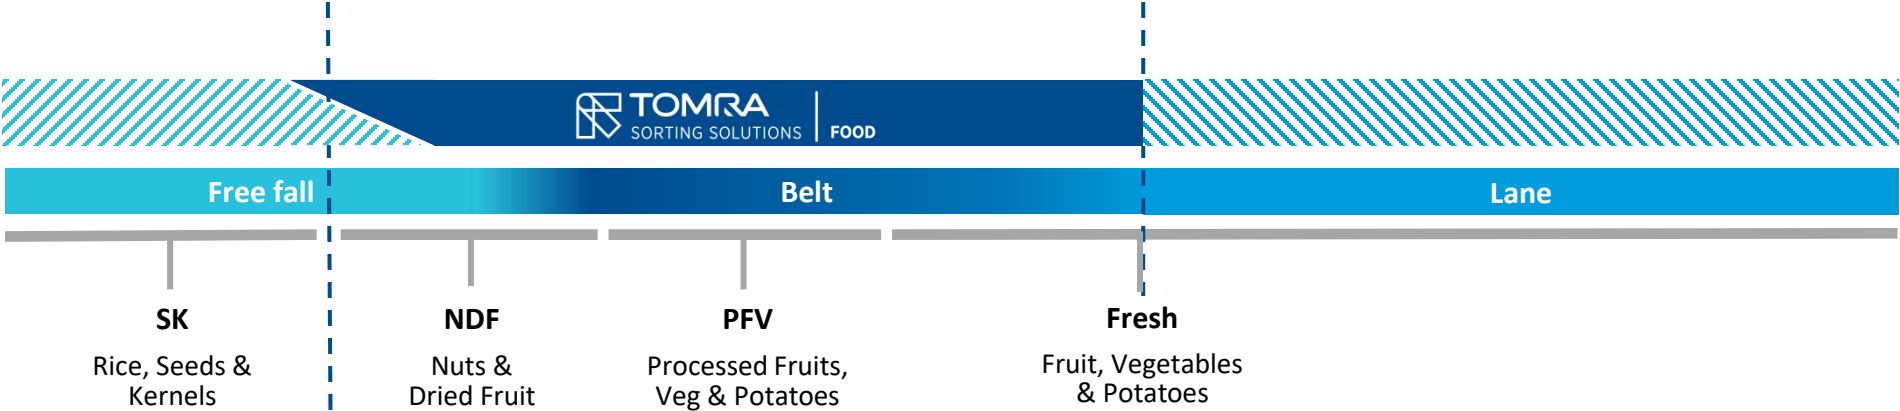 TOMRA
SORTING SOLUTIONS
FOOD
Free fall
Belt
Lane
SK
Rice, Seeds &
Kernels
NDF
Nuts &
Dried Fruit
PFV
Processed Fruits,
Veg & Potatoes
Fresh
Fruit, Vegetables
& Potatoes